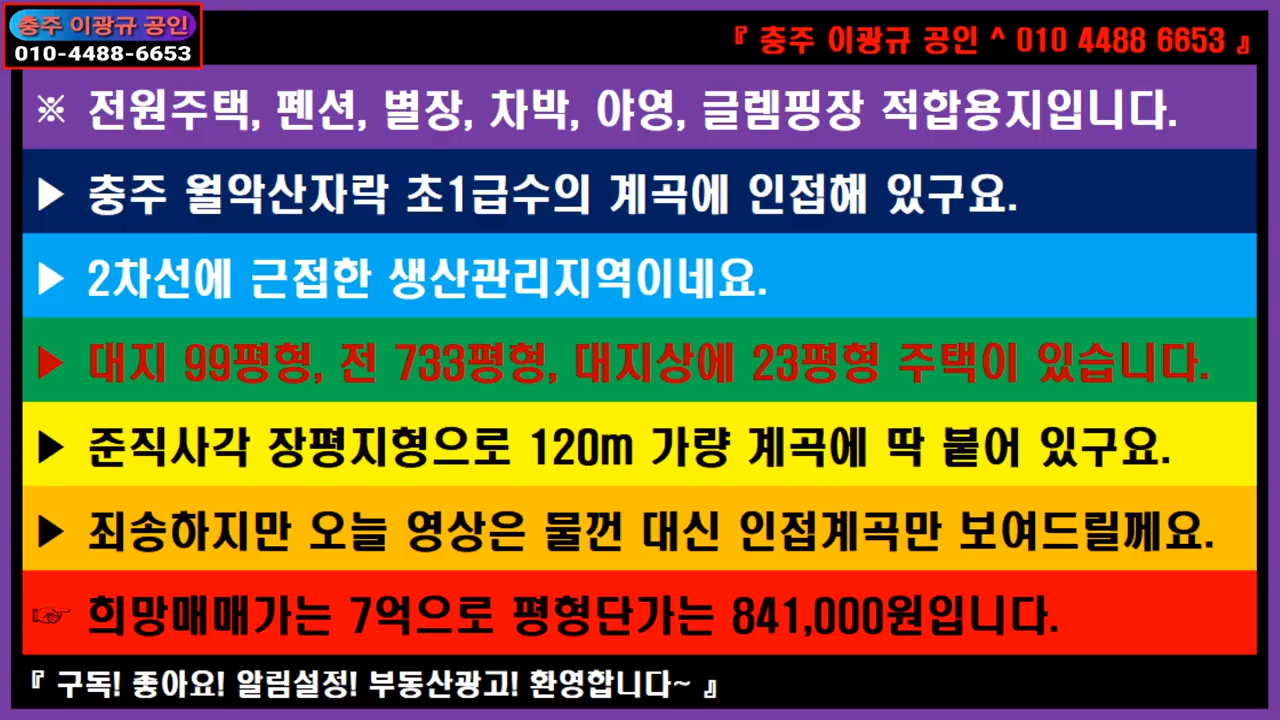 충주 이광규 공인
010-4488-6653
『 충주 이광규 공인 ^ 010 4488 6653 』
※ 전원주택, 펜션, 별장, 차박, 야영, 글렘핑장 적합용지입니다.
▶ 충주 월악산자락 초1급수의 계곡에 인접해 있구요.
▶ 2차선에 근접한 생산관리지역이네요.
▶ 대지 99평형, 전 733평형, 대지상에 23평형 주택이 있습니다.
▶ 준직사각 장평지형으로 120m 가량 계곡에 딱 붙어 있구요.
▶ 죄송하지만 오늘 영상은 물껀 대신 인접계곡만 보여드릴께요.
☞ 희망매매가는 7억으로 평형단가는 841,000원입니다.
『 구독! 좋아요! 알림설정! 부동산광고! 환영합니다~ 』